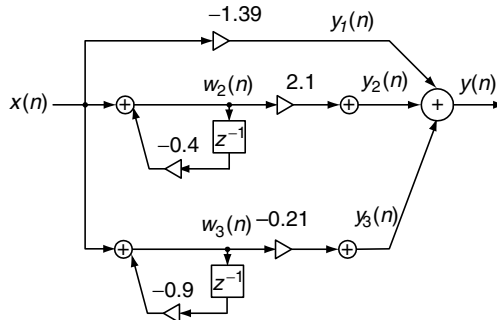 −1.39
y₁(n)
x(n)
w₂(n)
2.1
y₂(n)
y(n)
+
+
+
−0.4
z⁻¹
w₃(n)
−0.21
y₃(n)
+
+
−0.9
z⁻¹